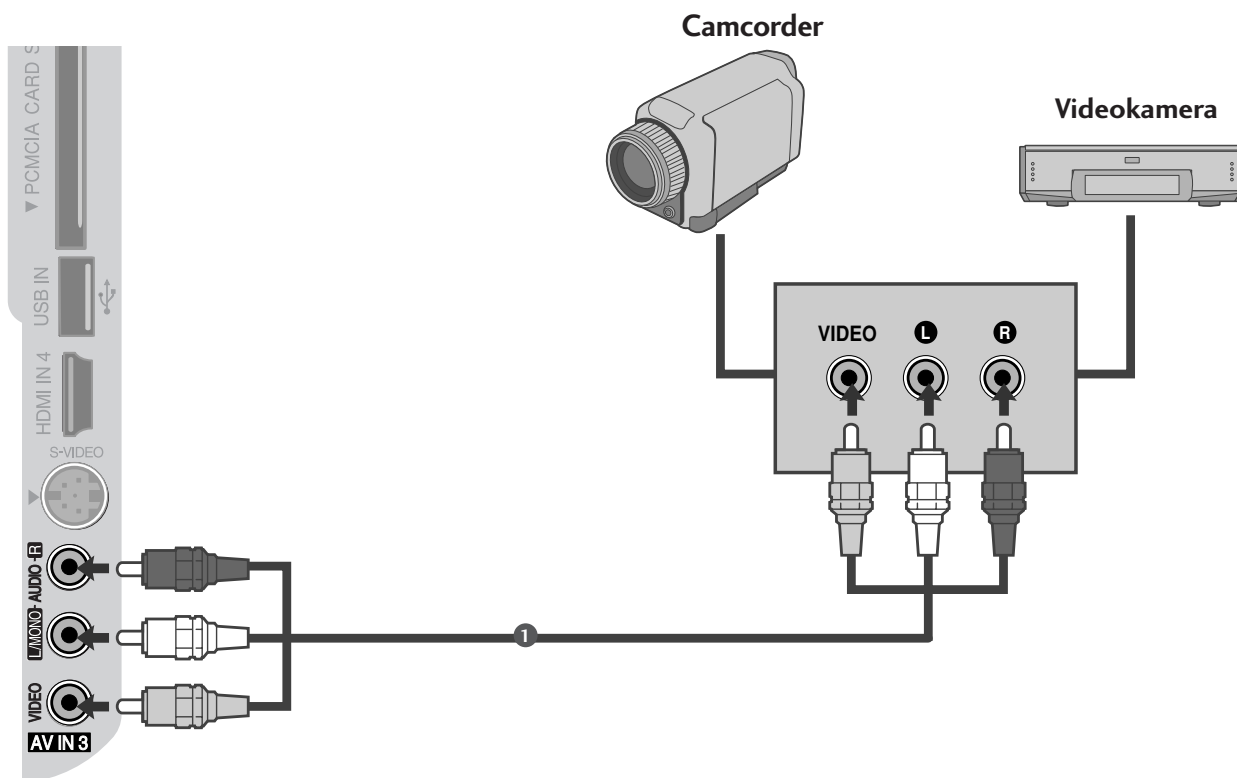 Camcorder
Videokamera
▼ PCMCIA CARD
USB IN
HDMI IN 4
S-VIDEO
AUDIO R
L/MONO
VIDEO
AV IN 3
VIDEO L R
1